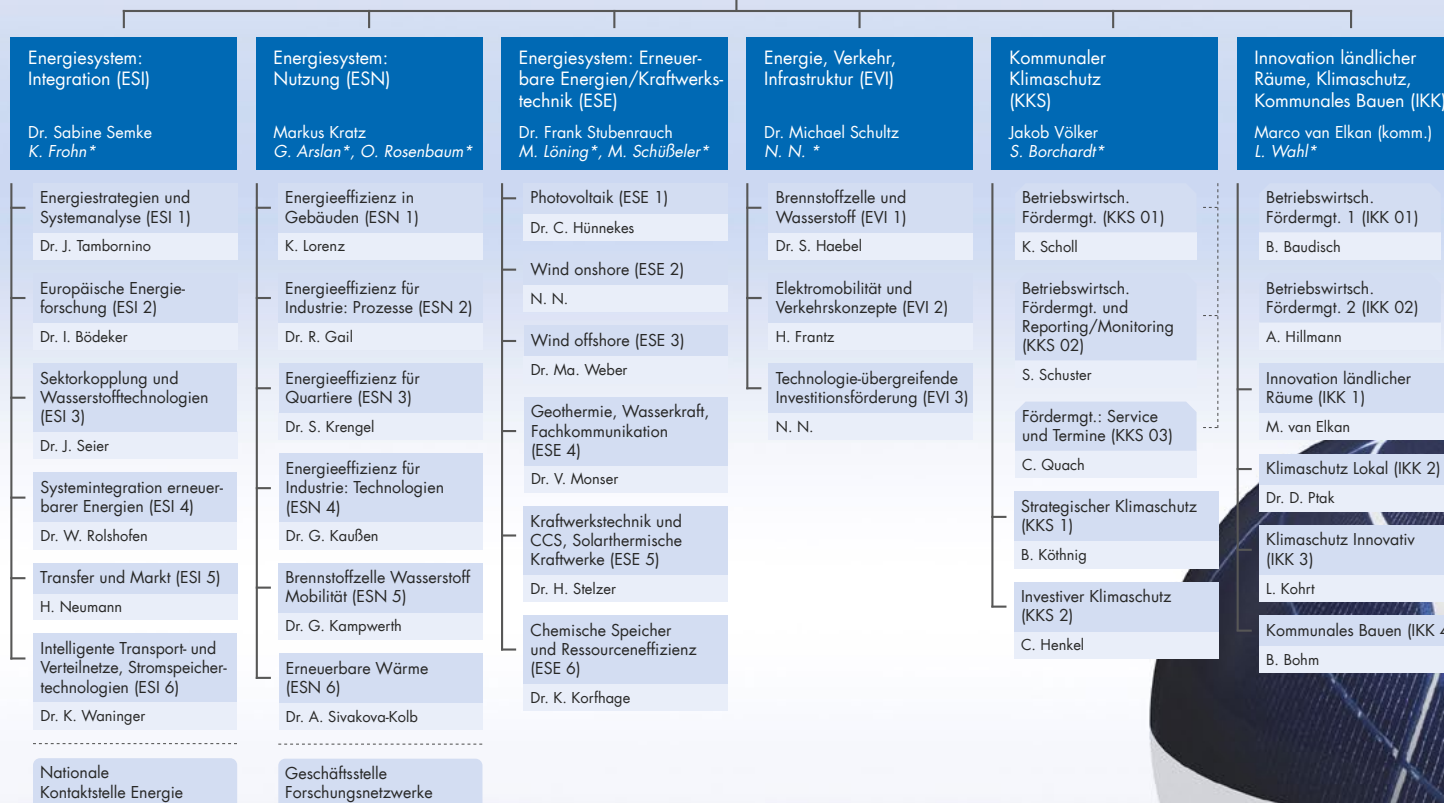 Energiesystem:
Integration (ESI)
Dr. Sabine Semke
K. Frohn*
Energiestrategien und
Systemanalyse (ESI 1)
Dr. J. Tambornino
Europäische Energie-
forschung (ESI 2)
Dr. I. Bödeker
Sektorkopplung und
Wasserstofftechnologien
(ESI 3)
Dr. J. Seier
Systemintegration erneuer-
barer Energien (ESI 4)
Dr. W. Rolshofen
Transfer und Markt (ESI 5)
H. Neumann
Intelligente Transport- und
Verteilnetze, Stromspeicher-
technologien (ESI 6)
Dr. K. Waninger
Nationale
Kontaktstelle Energie
Energiesystem:
Nutzung (ESN)
Markus Kratz
G. Arslan*, O. Rosenbaum*
Energieeffizienz in
Gebäuden (ESN 1)
K. Lorenz
Energieeffizienz für
Industrie: Prozesse (ESN 2)
Dr. R. Gail
Energieeffizienz für
Quartiere (ESN 3)
Dr. S. Krengel
Energieeffizienz für
Industrie: Technologien
(ESN 4)
Dr. G. Kaußen
Brennstoffzelle Wasserstoff
Mobilität (ESN 5)
Dr. G. Kampwerth
Erneuerbare Wärme
(ESN 6)
Dr. A. Sivakova-Kolb
Geschäftsstelle
Forschungsnetzwerke
Energiesystem: Erneuer-
bare Energien/Kraftwerks-
technik (ESE)
Dr. Frank Stubenrauch
M. Löning*, M. Schüßeler*
Photovoltaik (ESE 1)
Dr. C. Hünnekes
Wind onshore (ESE 2)
N. N.
Wind offshore (ESE 3)
Dr. Ma. Weber
Geothermie, Wasserkraft,
Fachkommunikation
(ESE 4)
Dr. V. Monser
Kraftwerkstechnik und
CCS, Solarthermische
Kraftwerke (ESE 5)
Dr. H. Stelzer
Chemische Speicher
und Ressourceneffizienz
(ESE 6)
Dr. K. Korfhage
Energie, Verkehr,
Infrastruktur (EVI)
Dr. Michael Schultz
N. N. *
Brennstoffzelle und
Wasserstoff (EVI 1)
Dr. S. Haebel
Elektromobilität und
Verkehrskonzepte (EVI 2)
H. Frantz
Technologie-übergreifende
Investitionsförderung (EVI 3)
N. N.
Kommunaler
Klimaschutz
(KKS)
Jakob Völker
S. Borchardt*
Betriebswirtsch.
Fördermgt. (KKS 01)
K. Scholl
Betriebswirtsch.
Fördermgt. und
Reporting/Monitoring
(KKS 02)
S. Schuster
Fördermgt.: Service
und Termine (KKS 03)
C. Quach
Strategischer Klimaschutz
(KKS 1)
B. Köthnig
Investiver Klimaschutz
(KKS 2)
C. Henkel
Innovation ländlicher
Räume, Klimaschutz,
Kommunales Bauen (IKK)
Marco van Elkan (komm.)
L. Wahl*
Betriebswirtsch.
Fördermgt. 1 (IKK 01)
B. Baudisch
Betriebswirtsch.
Fördermgt. 2 (IKK 02)
A. Hillmann
Innovation ländlicher
Räume (IKK 1)
M. van Elkan
Klimaschutz Lokal (IKK 2)
Dr. D. Ptak
Klimaschutz Innovativ
(IKK 3)
L. Kohrt
Kommunales Bauen (IKK 4
B. Bohm